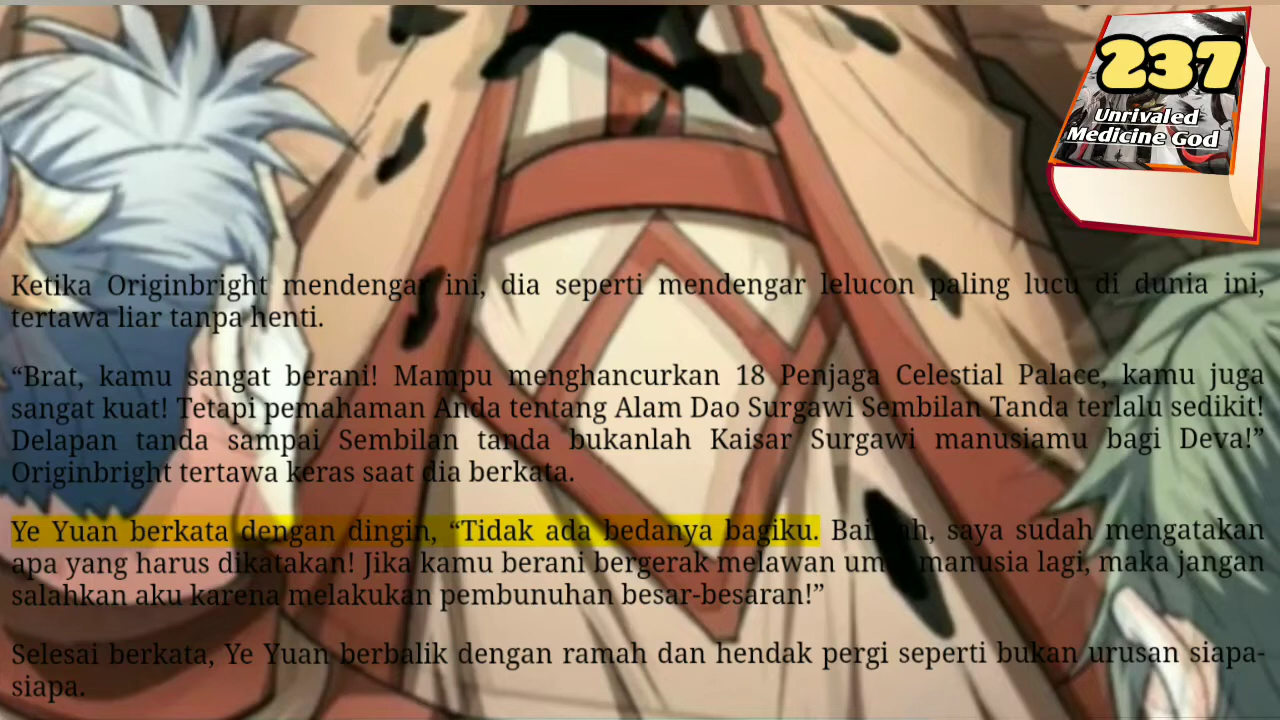 237
Unrivaled
Medicine God
Ketika Originbright mendengar ini, dia seperti mendengar lelucon paling lucu di dunia ini,
tertawa liar tanpa henti.
“Brat, kamu sangat berani! Mampu menghancurkan 18 Penjaga Celestial Palace, kamu juga
sangat kuat! Tetapi pemahaman Anda tentang Alam Dao Surgawi Sembilan Tanda terlalu sedikit!
Delapan tanda sampai Sembilan tanda bukanlah Kaisar Surgawi manusiamu bagi Deva!”
Originbright tertawa keras saat dia berkata.
Ye Yuan berkata dengan dingin, “Tidak ada bedanya bagiku. saya sudah mengatakan
apa yang harus dikatakan! Jika kamu berani bergerak melawan manusia lagi, maka jangan
salahkan aku karena melakukan pembunuhan besar-besaran!”
Selesai berkata, Ye Yuan berbalik dengan ramah dan hendak pergi seperti bukan urusan siapa-
siapa.